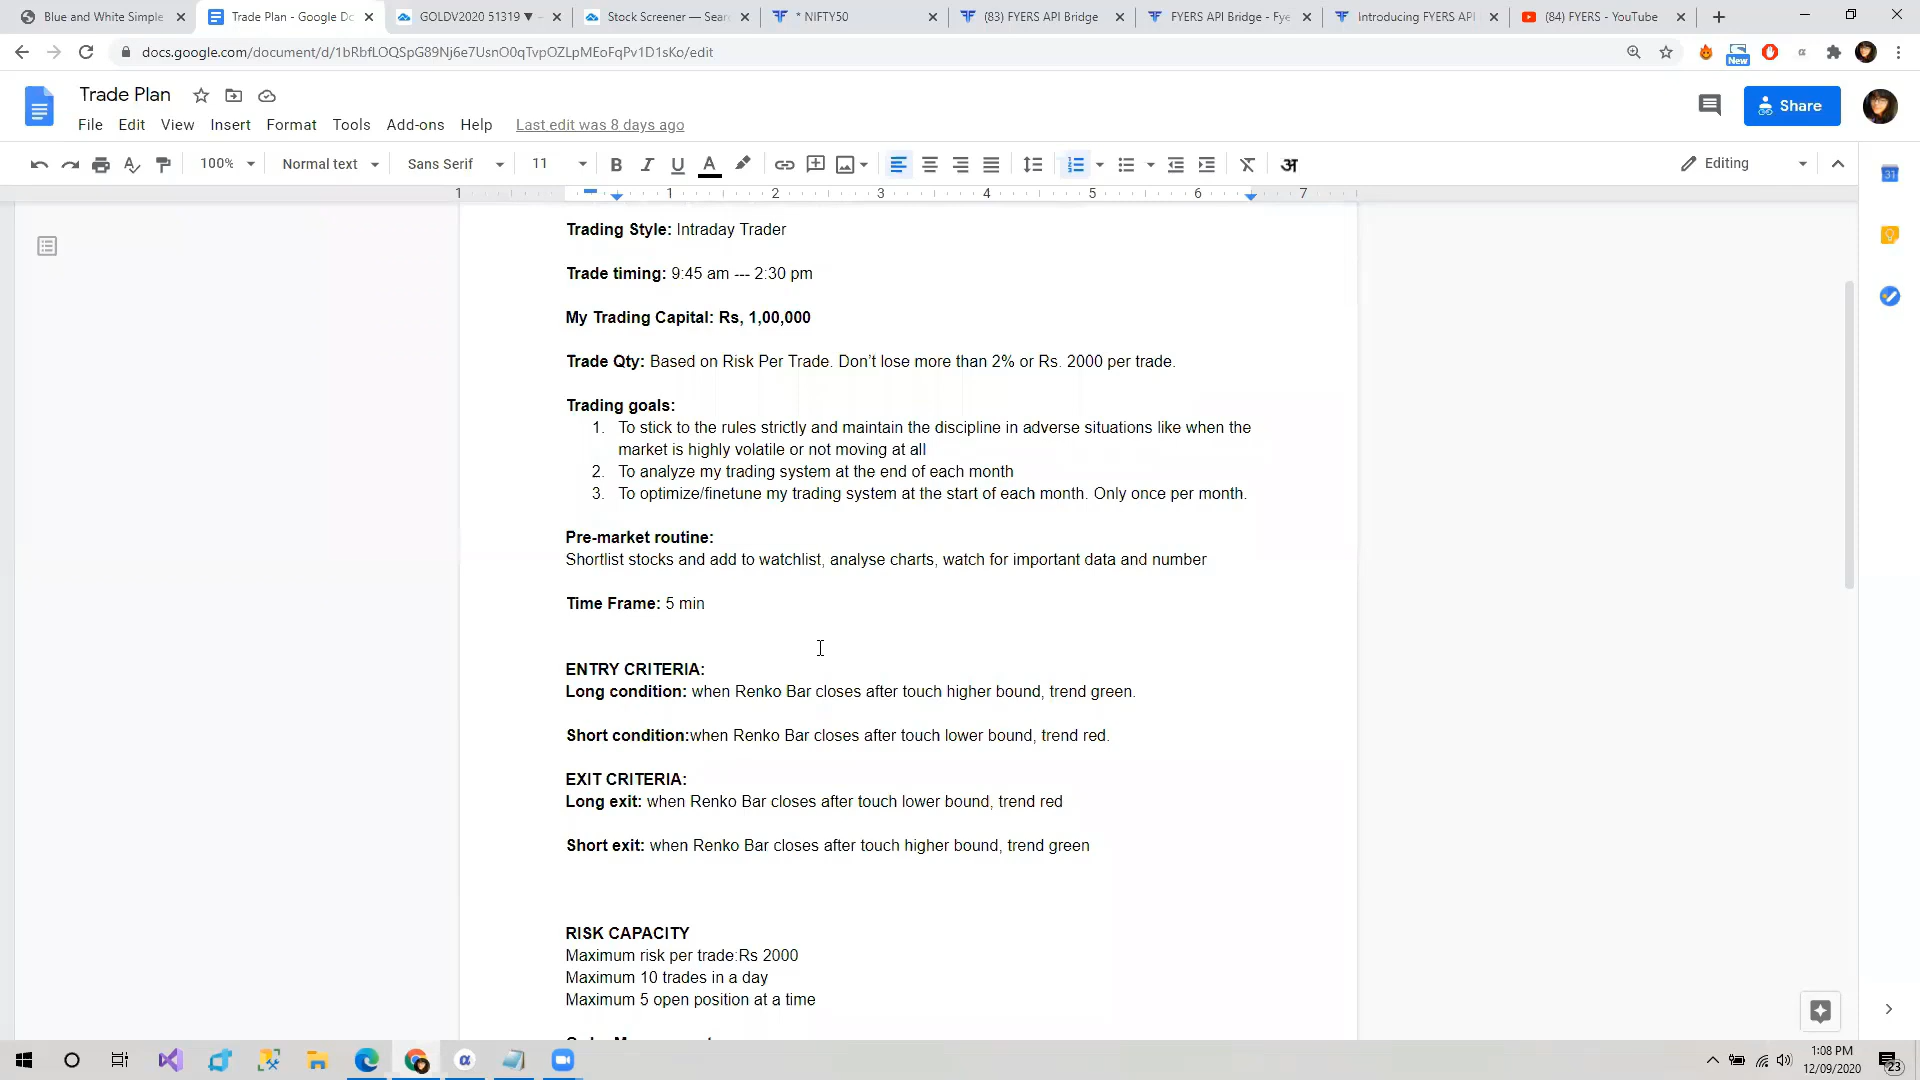 Blue and White Simple
Trade Plan - Google Dc
GOLDV2020 51319 ▼
Stock Screener — Sear
* NIFTY50
(83) FYERS API Bridge
FYERS API Bridge - Fye
Introducing FYERS API
(84) FYERS - YouTube
docs.google.com/document/d/1bRbfLOQSpG89Nj6e7UsnO0qTvpOZLpMEoFqPv1D1sKo/edit
New
Trade Plan
Share
File Edit View Insert Format Tools Add-ons Help Last edit was 8 days ago
100% Normal text Sans Serif 11 B I U A अ Editing
1 1 2 3 4 5 6 7
31
Trading Style: Intraday Trader
Trade timing: 9:45 am --- 2:30 pm
My Trading Capital: Rs, 1,00,000
Trade Qty: Based on Risk Per Trade. Don’t lose more than 2% or Rs. 2000 per trade.
Trading goals:
1. To stick to the rules strictly and maintain the discipline in adverse situations like when the
market is highly volatile or not moving at all
2. To analyze my trading system at the end of each month
3. To optimize/finetune my trading system at the start of each month. Only once per month.
Pre-market routine:
Shortlist stocks and add to watchlist, analyse charts, watch for important data and number
Time Frame: 5 min
ENTRY CRITERIA:
Long condition: when Renko Bar closes after touch higher bound, trend green.
Short condition:when Renko Bar closes after touch lower bound, trend red.
EXIT CRITERIA:
Long exit: when Renko Bar closes after touch lower bound, trend red
Short exit: when Renko Bar closes after touch higher bound, trend green
RISK CAPACITY
Maximum risk per trade:Rs 2000
Maximum 10 trades in a day
Maximum 5 open position at a time
1:08 PM
12/09/2020
23